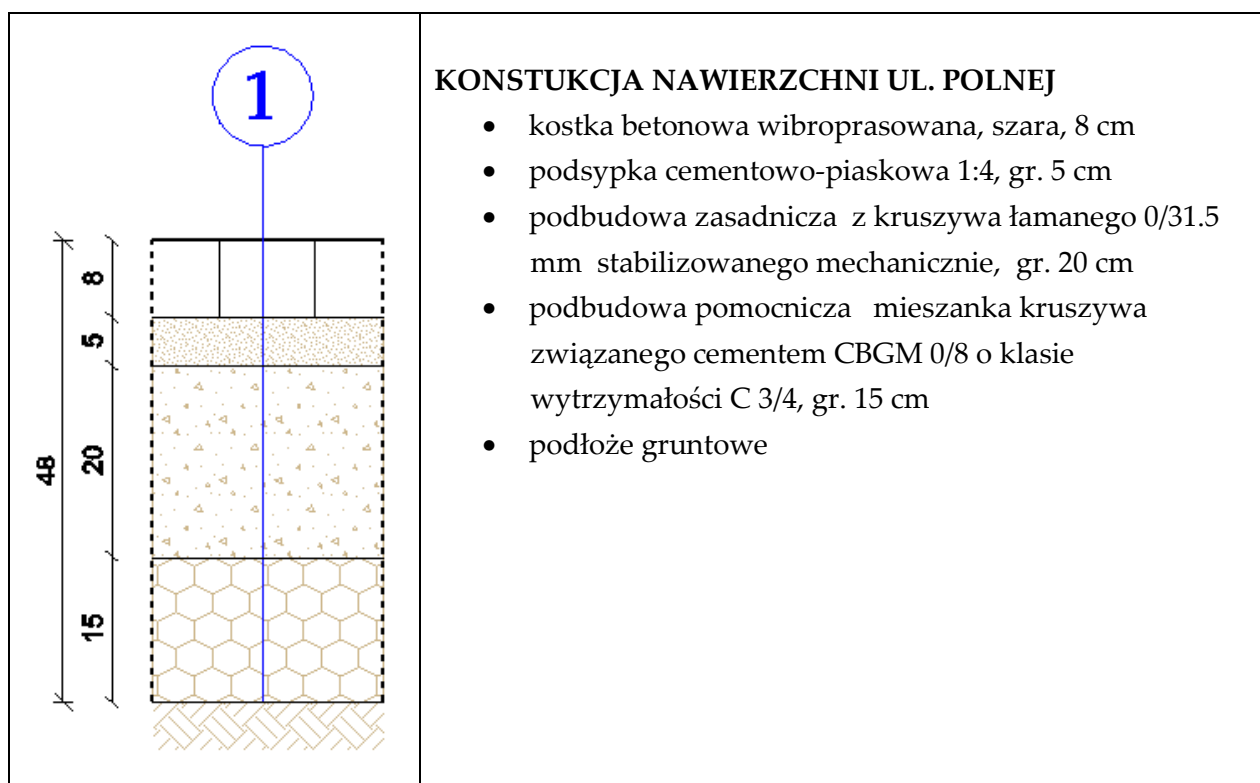 1
8
5
20
15
48
KONSTUKCJA NAWIERZCHNI UL. POLNEJ
• kostka betonowa wibroprasowana, szara, 8 cm
• podsypka cementowo-piaskowa 1:4, gr. 5 cm
• podbudowa zasadnicza z kruszywa łamanego 0/31.5
mm stabilizowanego mechanicznie, gr. 20 cm
• podbudowa pomocnicza mieszanka kruszywa
związanego cementem CBGM 0/8 o klasie
wytrzymałości C 3/4, gr. 15 cm
• podłoże gruntowe